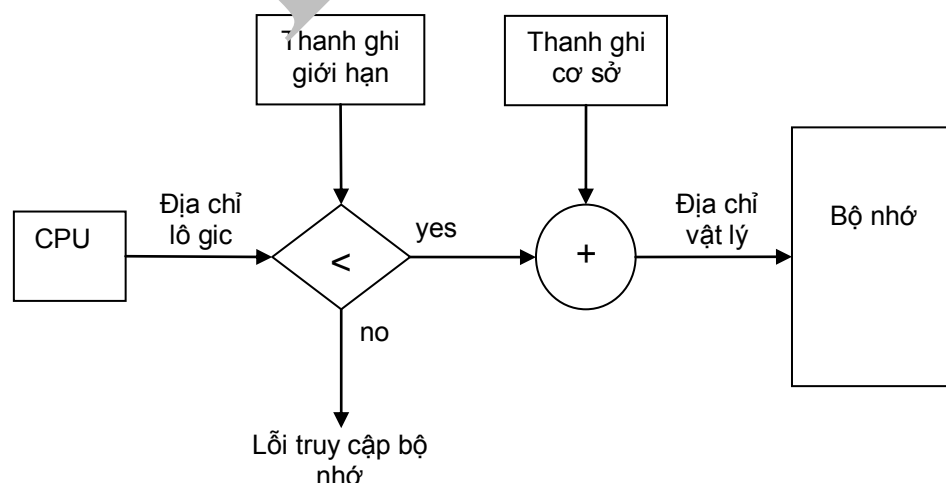 Thanh ghi
giới hạn
Thanh ghi
cơ sở
CPU
Địa chỉ
lô gic
<
yes
+
Địa chỉ
vật lý
Bộ nhớ
no
Lỗi truy cập bộ
nhớ